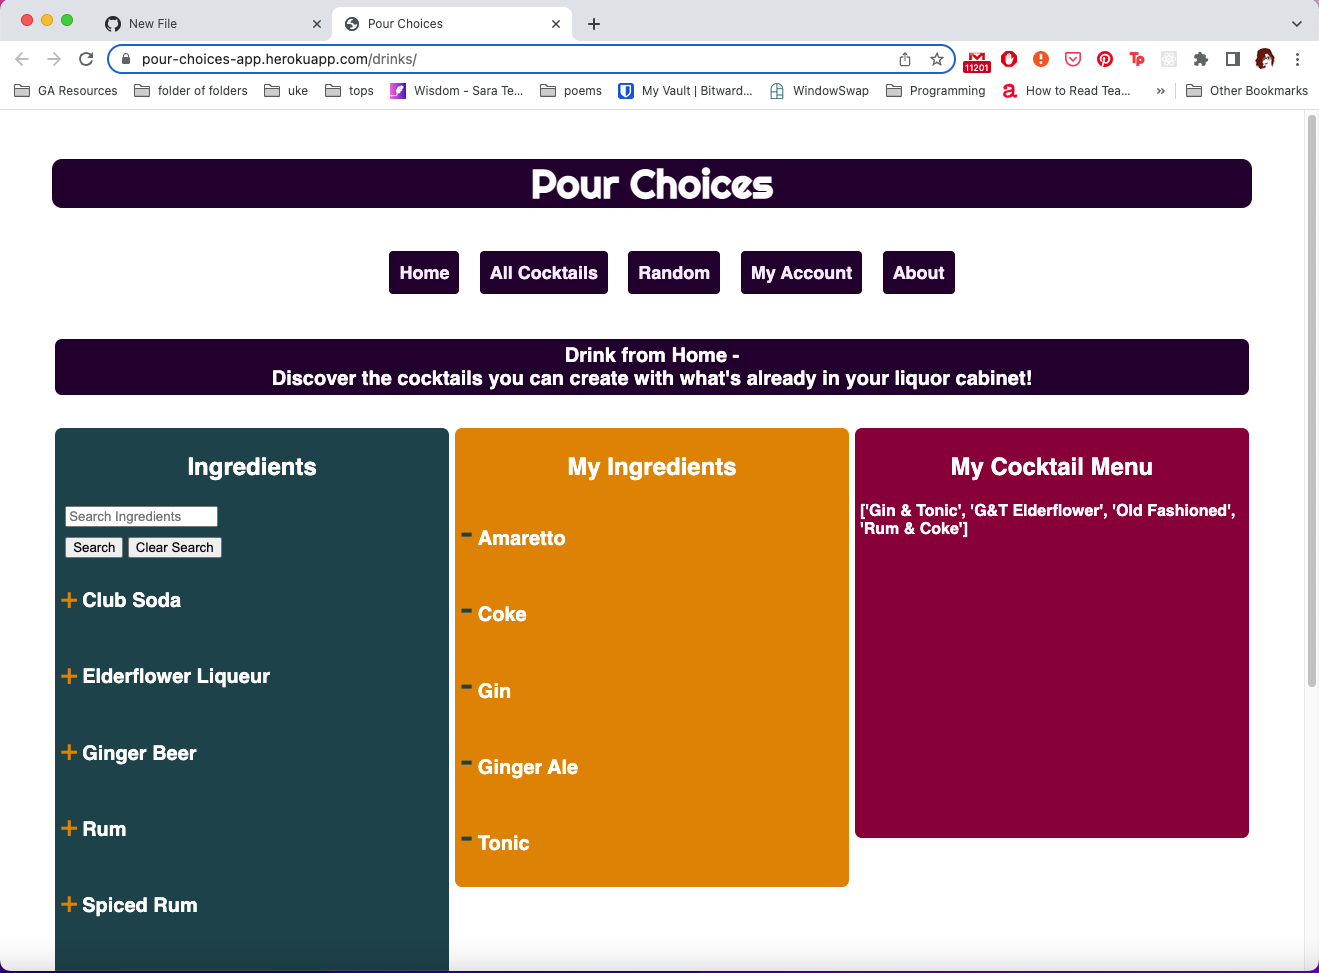 New File
Pour Choices
pour-choices-app.herokuapp.com/drinks/
11201
Tp
GA Resources
folder of folders
uke
tops
Wisdom - Sara Te...
poems
My Vault | Bitward...
WindowSwap
Programming
a
How to Read Tea...
»
Other Bookmarks
Pour Choices
Home
All Cocktails
Random
My Account
About
Drink from Home -
Discover the cocktails you can create with what's already in your liquor cabinet!
Ingredients
Search Ingredients
Search
Clear Search
+ Club Soda
+ Elderflower Liqueur
+ Ginger Beer
+ Rum
+ Spiced Rum
My Ingredients
- Amaretto
- Coke
- Gin
- Ginger Ale
- Tonic
My Cocktail Menu
['Gin & Tonic', 'G&T Elderflower', 'Old Fashioned',
'Rum & Coke']